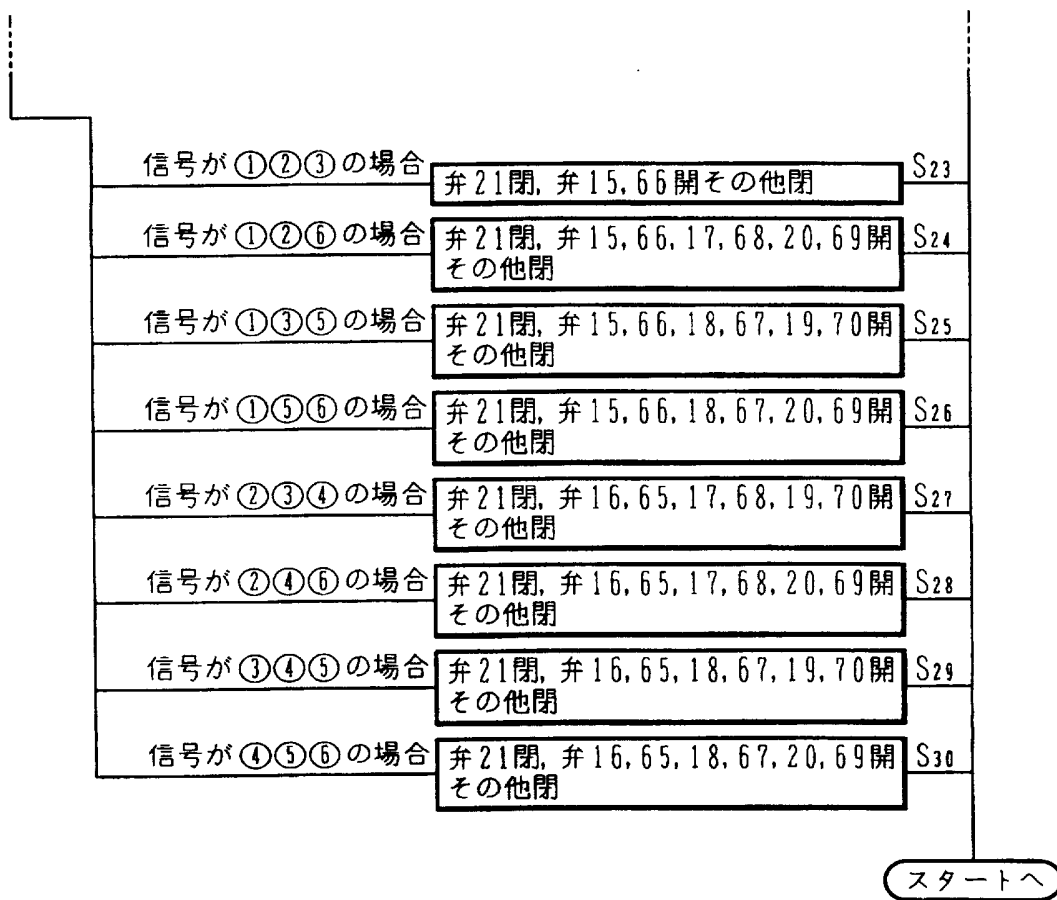 信号が①②③の場合
弁21閉, 弁15,66開その他閉
S23
信号が①②⑥の場合
弁21閉, 弁15,66,17,68,20,69開
その他閉
S24
信号が①③⑤の場合
弁21閉, 弁15,66,18,67,19,70開
その他閉
S25
信号が①⑤⑥の場合
弁21閉, 弁15,66,18,67,20,69開
その他閉
S26
信号が②③④の場合
弁21閉, 弁16,65,17,68,19,70開
その他閉
S27
信号が②④⑥の場合
弁21閉, 弁16,65,17,68,20,69開
その他閉
S28
信号が③④⑤の場合
弁21閉, 弁16,65,18,67,19,70開
その他閉
S29
信号が④⑤⑥の場合
弁21閉, 弁16,65,18,67,20,69開
その他閉
S30
スタートへ